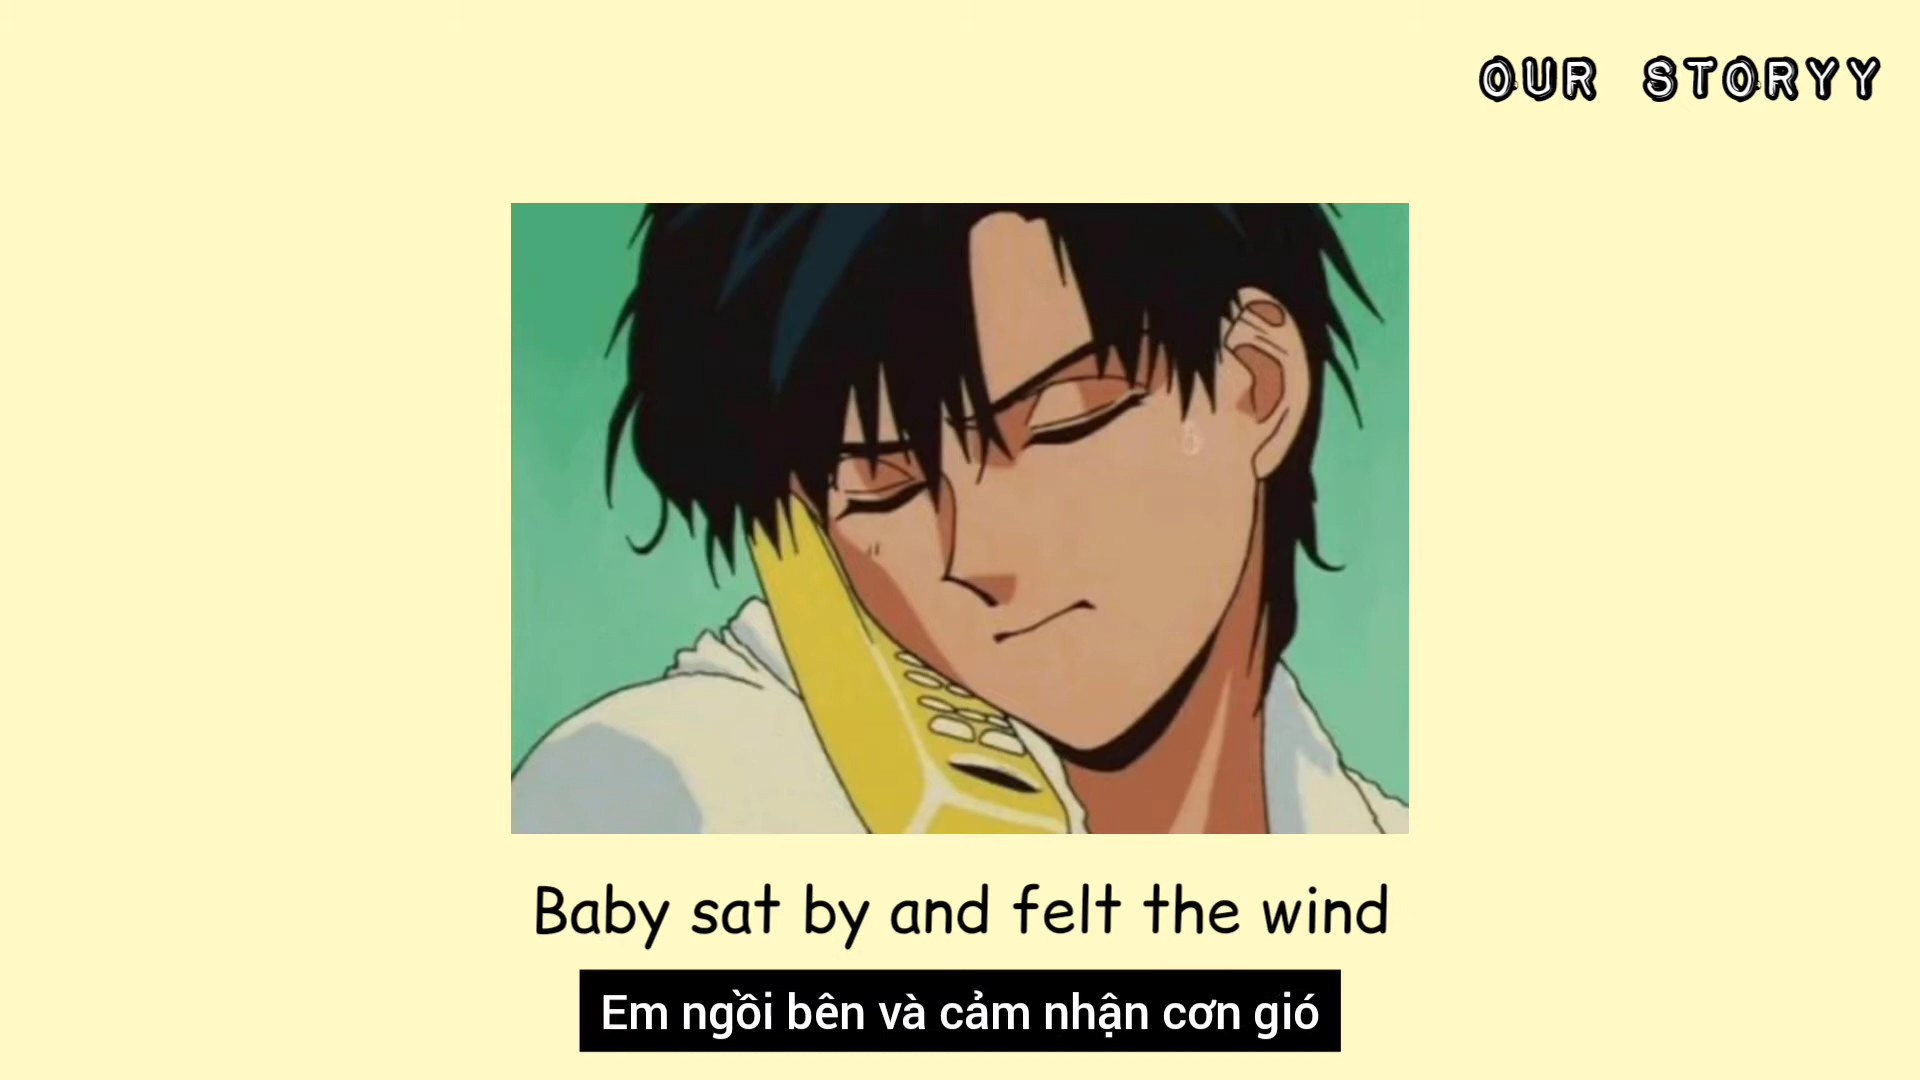 OUR STORYY
Baby sat by and felt the wind
Em ngồi bên và cảm nhận cơn gió